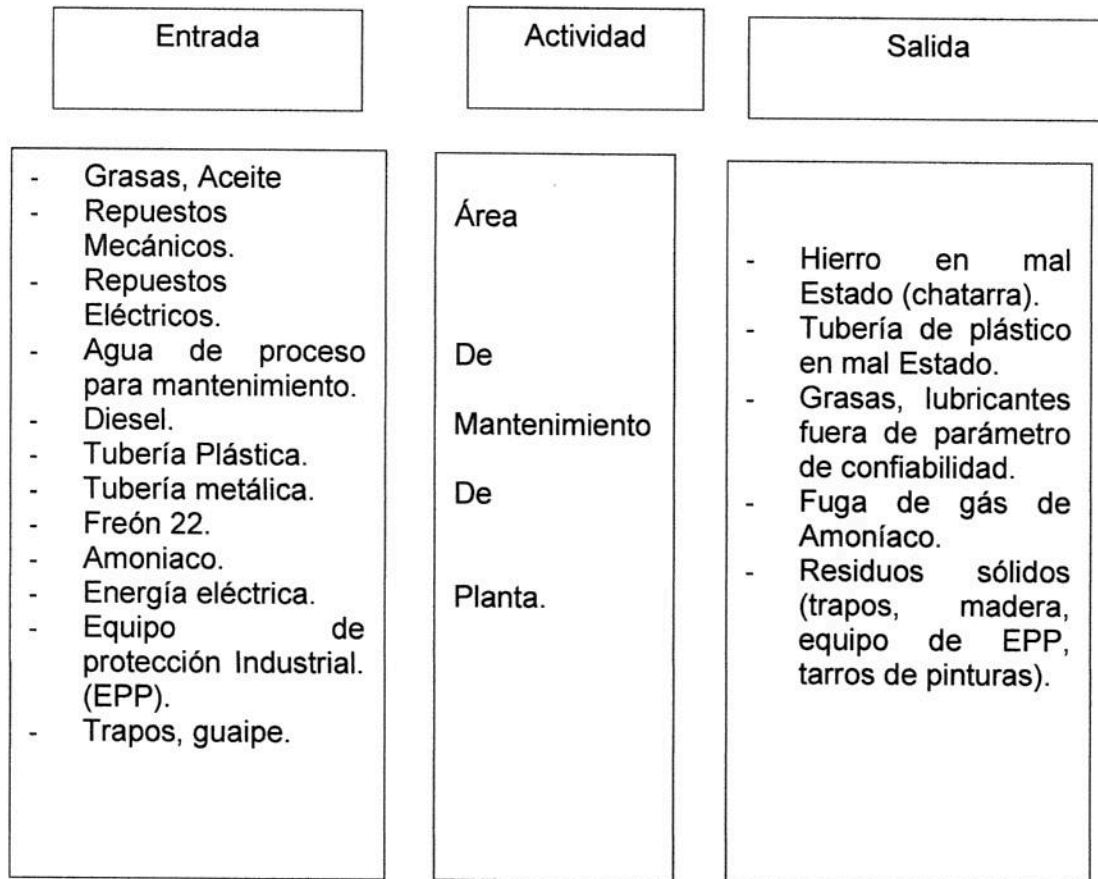 Entrada
Actividad
Salida
- Grasas, Aceite
- Repuestos
Mecánicos.
- Repuestos
Eléctricos.
- Agua de proceso
para mantenimiento.
- Diesel.
- Tubería Plástica.
- Tubería metálica.
- Freón 22.
- Amoniaco.
- Energía eléctrica.
- Equipo de
protección Industrial.
(EPP).
- Trapos, guaipe.
Área
De
Mantenimiento
De
Planta.
- Hierro en mal
Estado (chatarra).
- Tubería de plástico
en mal Estado.
- Grasas, lubricantes
fuera de parámetro
de confiabilidad.
- Fuga de gás de
Amoníaco.
- Residuos sólidos
(trapos, madera,
equipo de EPP,
tarros de pinturas).